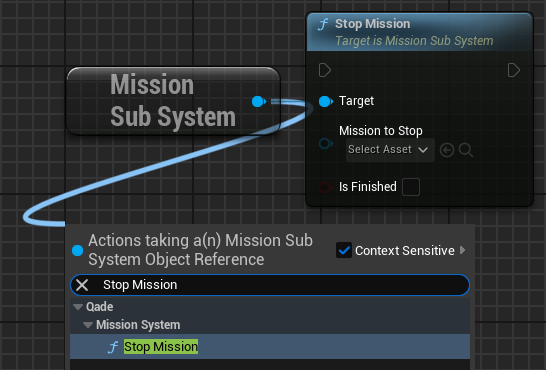 Stop Mission
Target is Mission Sub System
Mission
Sub System
Target
Mission to Stop
Select Asset
Is Finished
Actions taking a(n) Mission Sub
System Object Reference
Context Sensitive
Stop Mission
Qade
Mission System
Stop Mission